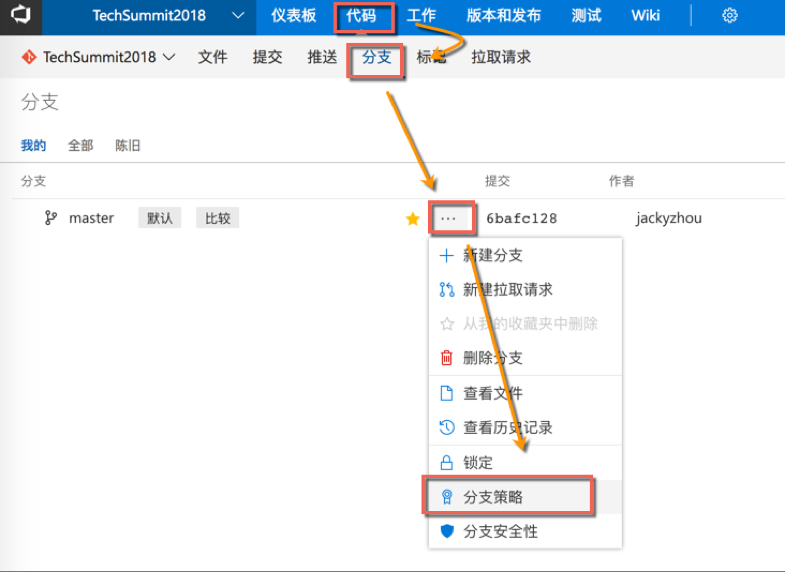 TechSummit2018 仪表板 代码 工作 版本和发布 测试 Wiki
TechSummit2018 文件 提交 推送 分支 标记 拉取请求
分支
我的 全部 陈旧
分支 提交 作者
master 默认 比较 ... 6bafc128 jackyzhou
新建分支
新建拉取请求
从我的收藏夹中删除
删除分支
查看文件
查看历史记录
锁定
分支策略
分支安全性